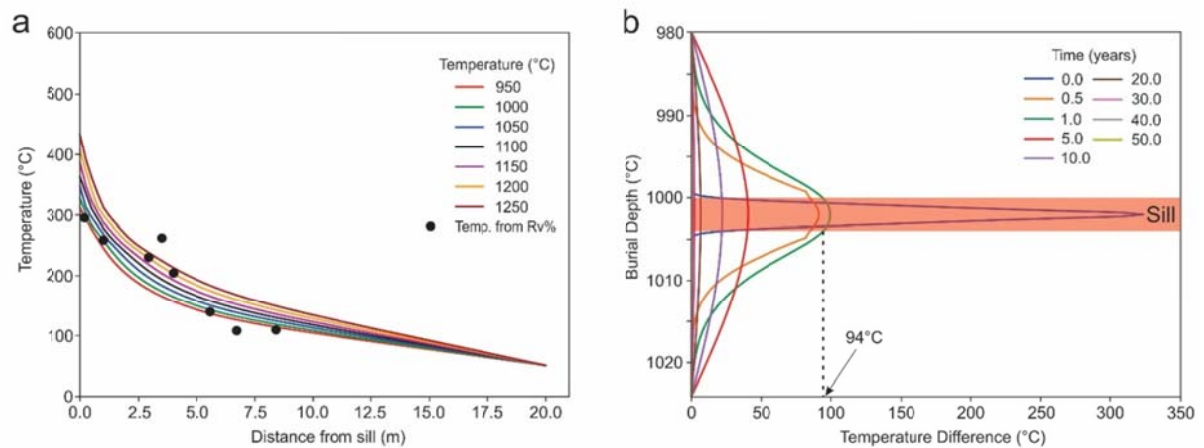 a
600
500
400
300
200
100
0
Temperature (°C)
0.0 2.5 5.0 7.5 10.0 12.5 15.0 17.5 20.0
Distance from sill (m)
Temperature (°C)
950
1000
1050
1100
1150
1200
1250
Temp. from Rv%
b
980
990
1000
1010
1020
Burial Depth (°C)
0 50 100 150 200 250 300 350
Temperature Difference (°C)
Time (years)
0.0 20.0
0.5 30.0
1.0 40.0
5.0 50.0
10.0
Sill
94°C